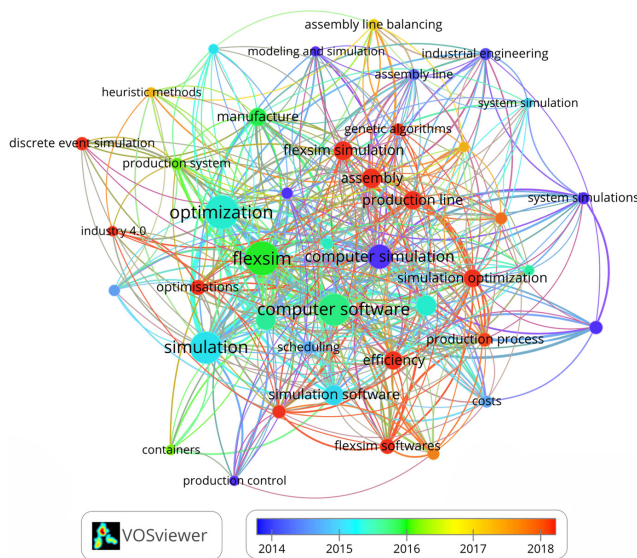 assembly line balancing
modeling and simulation
industrial engineering
assembly line
heuristic methods
system simulation
manufacture
genetic algorithms
discrete event simulation
flexsim simulation
production system
assembly
production line
system simulations
optimization
industry 4.0
flexsim
computer simulation
simulation optimization
optimisations
computer software
production process
simulation
scheduling
efficiency
simulation software
costs
flexsim softwares
containers
production control
VOSviewer
2014 2015 2016 2017 2018